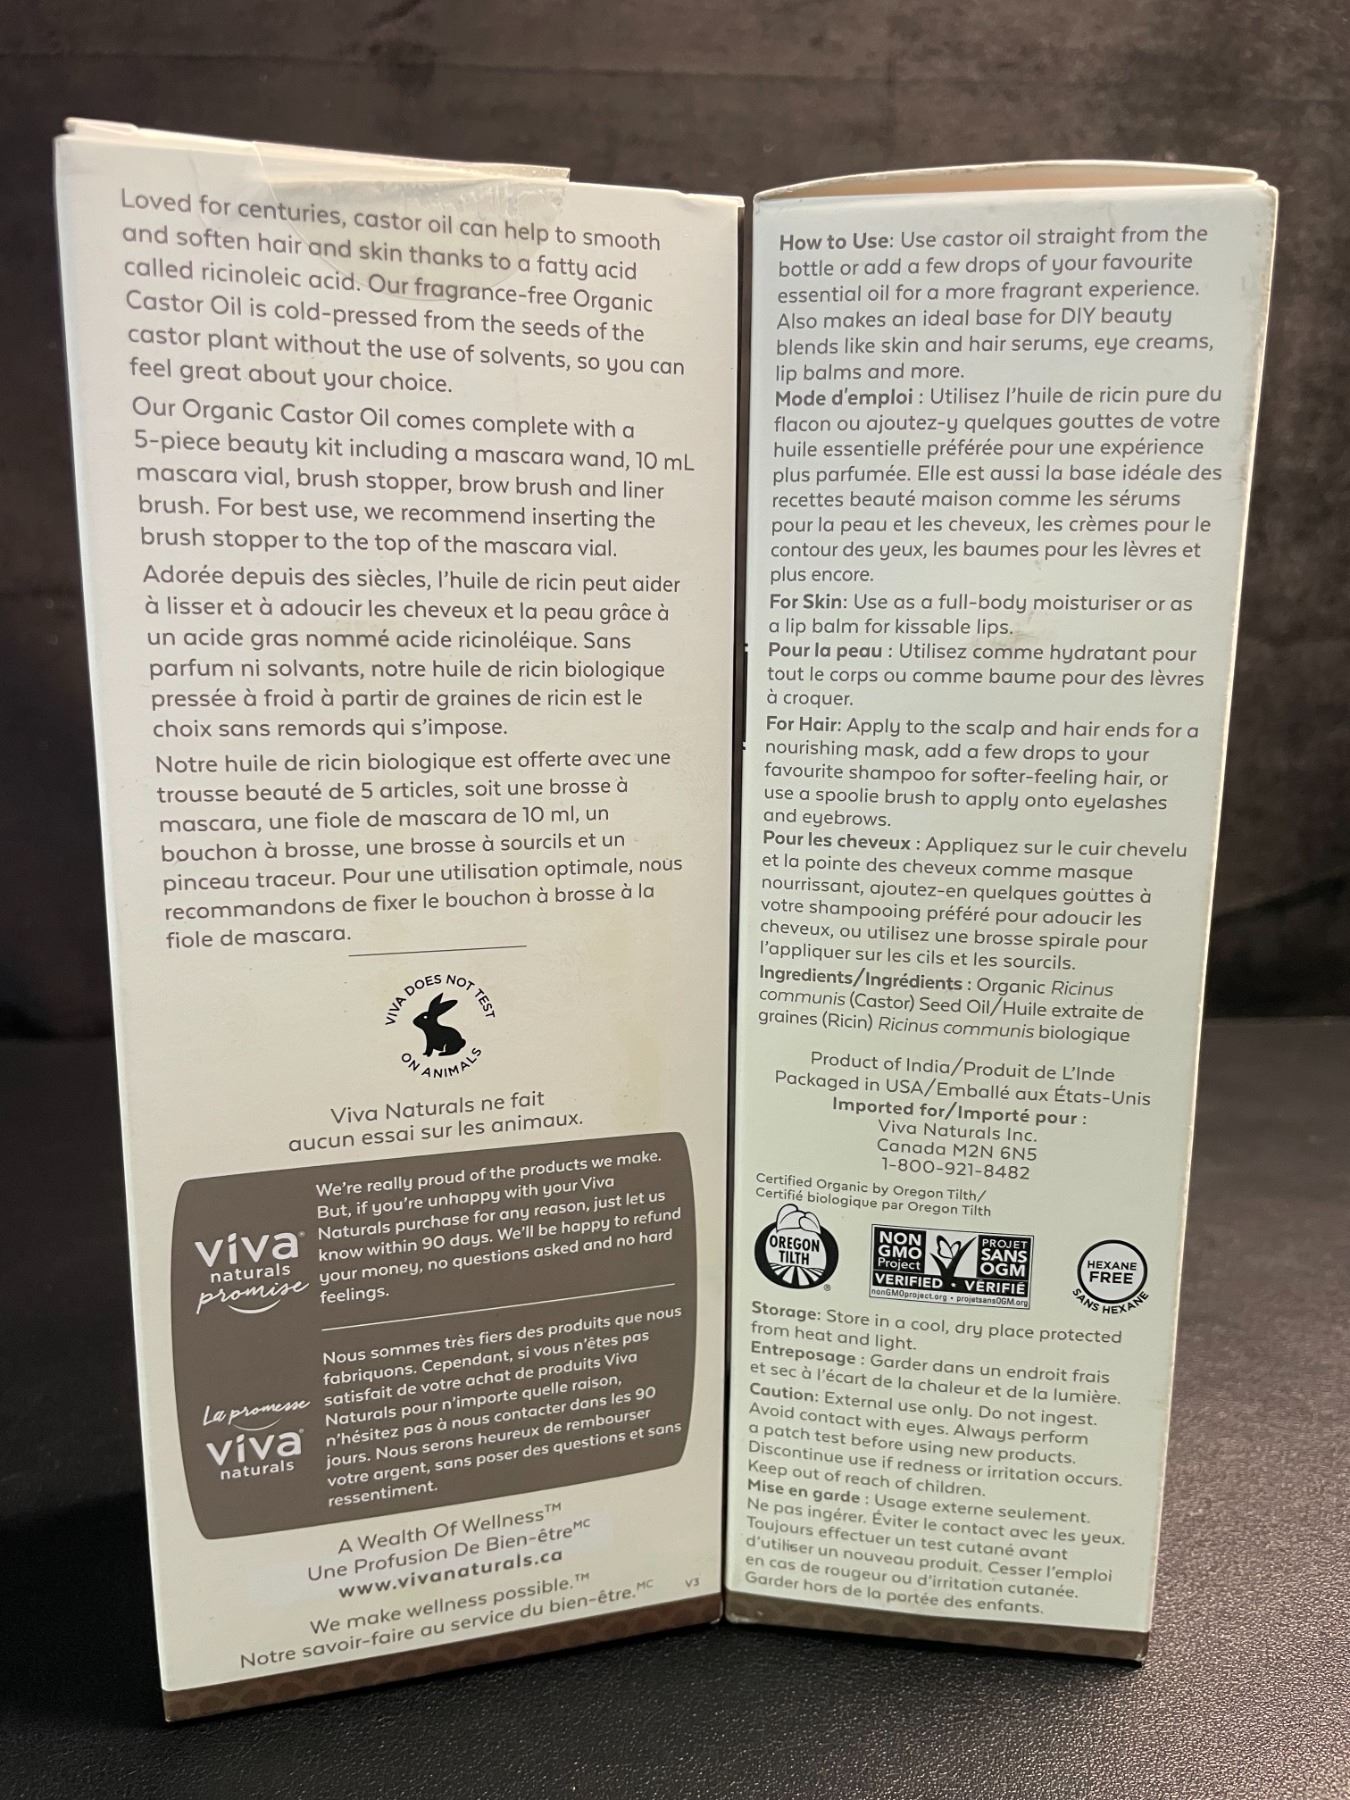 Loved for centuries, castor oil can help to smooth
and soften hair and skin thanks to a fatty acid
called ricinoleic acid. Our fragrance-free Organic
Castor Oil is cold-pressed from the seeds of the
castor plant without the use of solvents, so you can
feel great about your choice.
Our Organic Castor Oil comes complete with a
5-piece beauty kit including a mascara wand, 10 mL
mascara vial, brush stopper, brow brush and liner
brush. For best use, we recommend inserting the
brush stopper to the top of the mascara vial.
Adorée depuis des siècles, l'huile de ricin peut aider
à lisser et à adoucir les cheveux et la peau grâce à
un acide gras nommé acide ricinoléique. Sans
parfum ni solvants, notre huile de ricin biologique
pressée à froid à partir de graines de ricin est le
choix sans remords qui s'impose.
Notre huile de ricin biologique est offerte avec une
trousse beauté de 5 articles, soit une brosse à
mascara, une fiole de mascara de 10 ml, un
bouchon à brosse, une brosse à sourcils et un
pinceau traceur. Pour une utilisation optimale, nous
recommandons de fixer le bouchon à brosse à la
fiole de mascara.
VIVA DOES NOT TEST
ON ANIMALS
Viva Naturals ne fait
aucun essai sur les animaux.
viva
naturals
promise
We're really proud of the products we make.
But, if you're unhappy with your Viva
Naturals purchase for any reason, just let us
know within 90 days. We'll be happy to refund
your money, no questions asked and no hard
feelings.
La promesse
viva
naturals
Nous sommes très fiers des produits que nous
fabriquons. Cependant, si vous n'êtes pas
satisfait de votre achat de produits Viva
Naturals pour n'importe quelle raison,
n'hésitez pas à nous contacter dans les 90
jours. Nous serons heureux de rembourser
votre argent, sans poser des questions et sans
ressentiment.
A Wealth Of Wellness™
Une Profusion De Bien-être MC
www.vivanaturals.ca
We make wellness possible.™
Notre savoir-faire au service du bien-être. MC
V3
How to Use: Use castor oil straight from the
bottle or add a few drops of your favourite
essential oil for a more fragrant experience.
Also makes an ideal base for DIY beauty
blends like skin and hair serums, eye creams,
lip balms and more.
Mode d'emploi : Utilisez l'huile de ricin pure du
flacon ou ajoutez-y quelques gouttes de votre
huile essentielle préférée pour une expérience
plus parfumée. Elle est aussi la base idéale des
recettes beauté maison comme les sérums
pour la peau et les cheveux, les crèmes pour le
contour des yeux, les baumes pour les lèvres et
plus encore.
For Skin: Use as a full-body moisturiser or as
a lip balm for kissable lips.
Pour la peau : Utilisez comme hydratant pour
tout le corps ou comme baume pour des lèvres
à croquer.
For Hair: Apply to the scalp and hair ends for a
nourishing mask, add a few drops to your
favourite shampoo for softer-feeling hair, or
use a spoolie brush to apply onto eyelashes
and eyebrows.
Pour les cheveux : Appliquez sur le cuir chevelu
et la pointe des cheveux comme masque
nourrissant, ajoutez-en quelques gouttes à
votre shampooing préféré pour adoucir les
cheveux, ou utilisez une brosse spirale pour
l'appliquer sur les cils et les sourcils.
Ingredients/Ingrédients : Organic Ricinus
communis (Castor) Seed Oil/Huile extraite de
graines (Ricin) Ricinus communis biologique
Product of India/Produit de L'Inde
Packaged in USA/Emballé aux États-Unis
Imported for/Importé pour :
Viva Naturals Inc.
Canada M2N 6N5
1-800-921-8482
Certified Organic by Oregon Tilth/
Certifié biologique par Oregon Tilth
OREGON
TILTH
NON
GMO
Project
VERIFIED
PROJET
SANS
OGM
VÉRIFIÉ
nonGMOproject.org • projetsansOGM.org
HEXANE
FREE
SANS HEXANE
Storage: Store in a cool, dry place protected
from heat and light.
Entreposage : Garder dans un endroit frais
et sec à l'écart de la chaleur et de la lumière.
Caution: External use only. Do not ingest.
Avoid contact with eyes. Always perform
a patch test before using new products.
Discontinue use if redness or irritation occurs.
Keep out of reach of children.
Mise en garde : Usage externe seulement.
Ne pas ingérer. Éviter le contact avec les yeux.
Toujours effectuer un test cutané avant
d'utiliser un nouveau produit. Cesser l'emploi
en cas de rougeur ou d'irritation cutanée.
Garder hors de la portée des enfants.